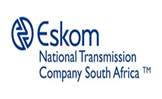 Eskom
National Transmission
Company South Africa ™